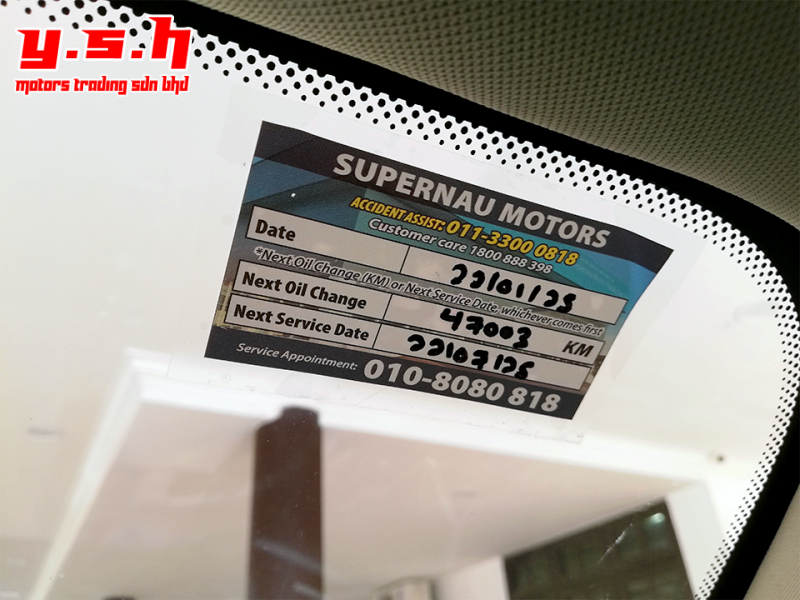 y.s.h
motors trading sdn bhd
SUPERNAU MOTORS
ACCIDENT ASSIST: 011-3300 0818
Customer care 1800 888 398
Date 22/01/25
*Next Oil Change (KM) or Next Service Date, whichever comes first
Next Oil Change 47003 KM
Next Service Date 22/07/25
Service Appointment: 010-8080 818